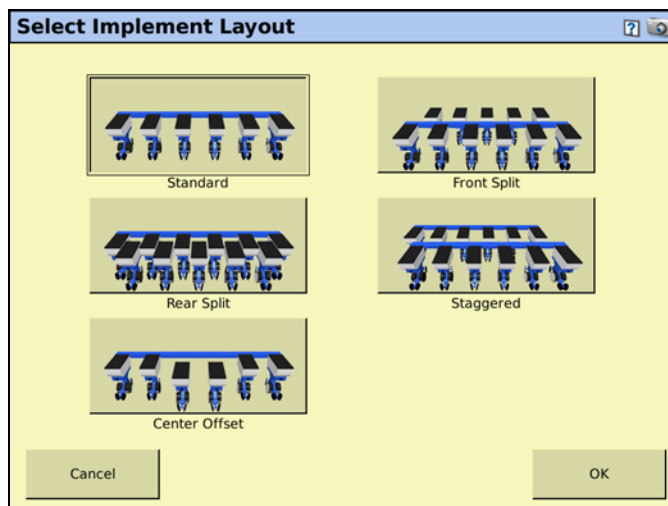 Select Implement Layout
?
Standard
Front Split
Rear Split
Staggered
Center Offset
Cancel
OK